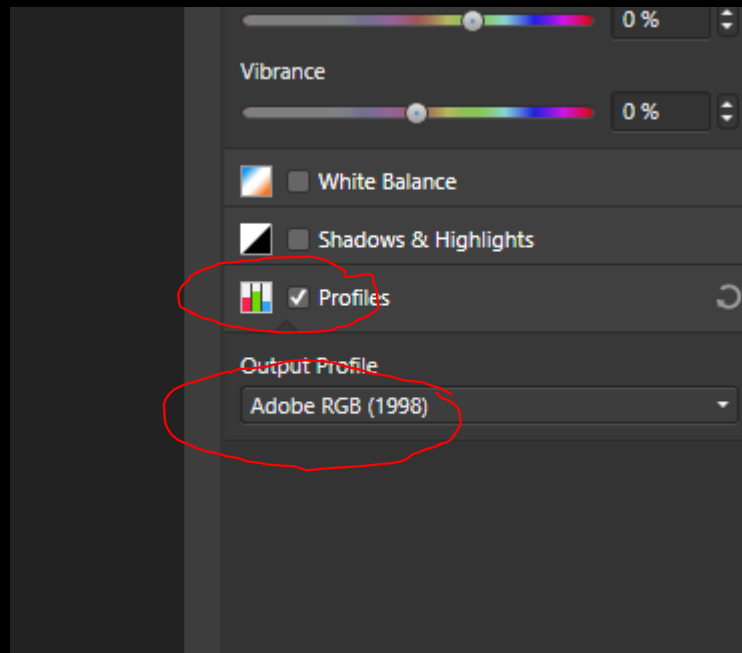 0 %
Vibrance
0 %
White Balance
Shadows & Highlights
Profiles
Output Profile
Adobe RGB (1998)